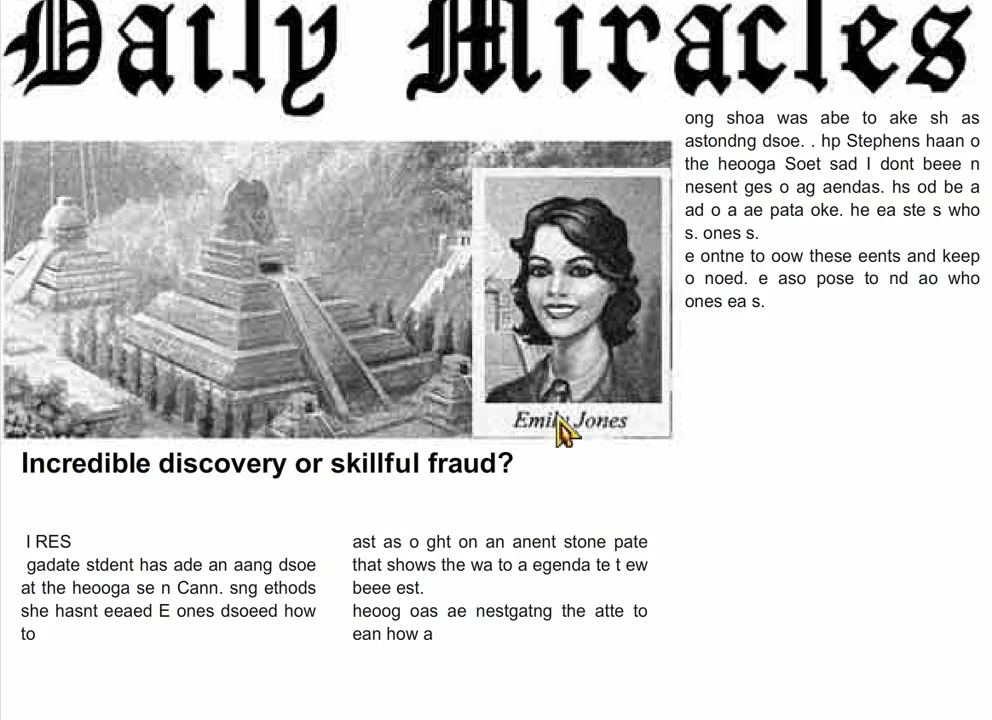 Daily Miracles
Emily Jones
Incredible discovery or skillful fraud?
I RES
gadate stdent has ade an aang dsoe
at the heooga se n Cann. sng ethods
she hasnt eeaed E ones dsoeed how
to
ast as o ght on an anent stone pate
that shows the wa to a egenda te t ew
beee est.
heoog oas ae nestgatng the atte to
ean how a
ong shoa was abe to ake sh as
astondng dsoe. . hp Stephens haan o
the heooga Soet sad I dont beee n
nesent ges o ag aendas. hs od be a
ad o a ae pata oke. he ea ste s who
s. ones s.
e ontne to oow these eents and keep
o noed. e aso pose to nd ao who
ones ea s.